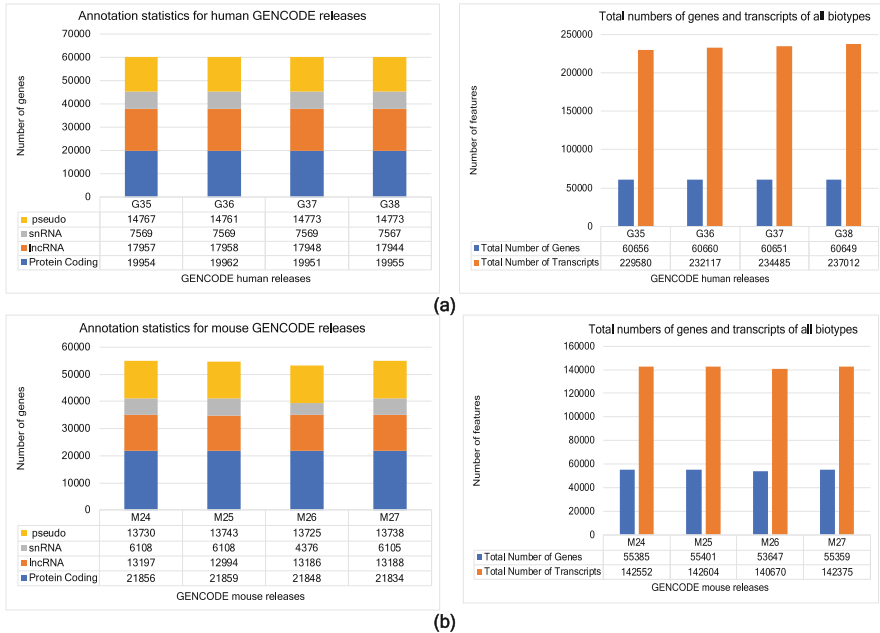 Annotation statistics for human GENCODE releases
Number of genes
70000
60000
50000
40000
30000
20000
10000
0
G35 G36 G37 G38
pseudo 14767 14761 14773 14773
snRNA 7569 7569 7569 7567
lncRNA 17957 17958 17948 17944
Protein Coding 19954 19962 19951 19955
GENCODE human releases
Total numbers of genes and transcripts of all biotypes
Number of features
250000
200000
150000
100000
50000
0
G35 G36 G37 G38
Total Number of Genes 60656 60660 60651 60649
Total Number of Transcripts 229580 232117 234485 237012
GENCODE human releases
(a)
Annotation statistics for mouse GENCODE releases
Number of genes
60000
50000
40000
30000
20000
10000
0
M24 M25 M26 M27
pseudo 13730 13743 13725 13738
snRNA 6108 6108 4376 6105
lncRNA 13197 12994 13186 13188
Protein Coding 21856 21859 21848 21834
GENCODE mouse releases
Total numbers of genes and transcripts of all biotypes
Number of features
160000
140000
120000
100000
80000
60000
40000
20000
0
M24 M25 M26 M27
Total Number of Genes 55385 55401 53647 55359
Total Number of Transcripts 142552 142604 140670 142375
GENCODE mouse releases
(b)